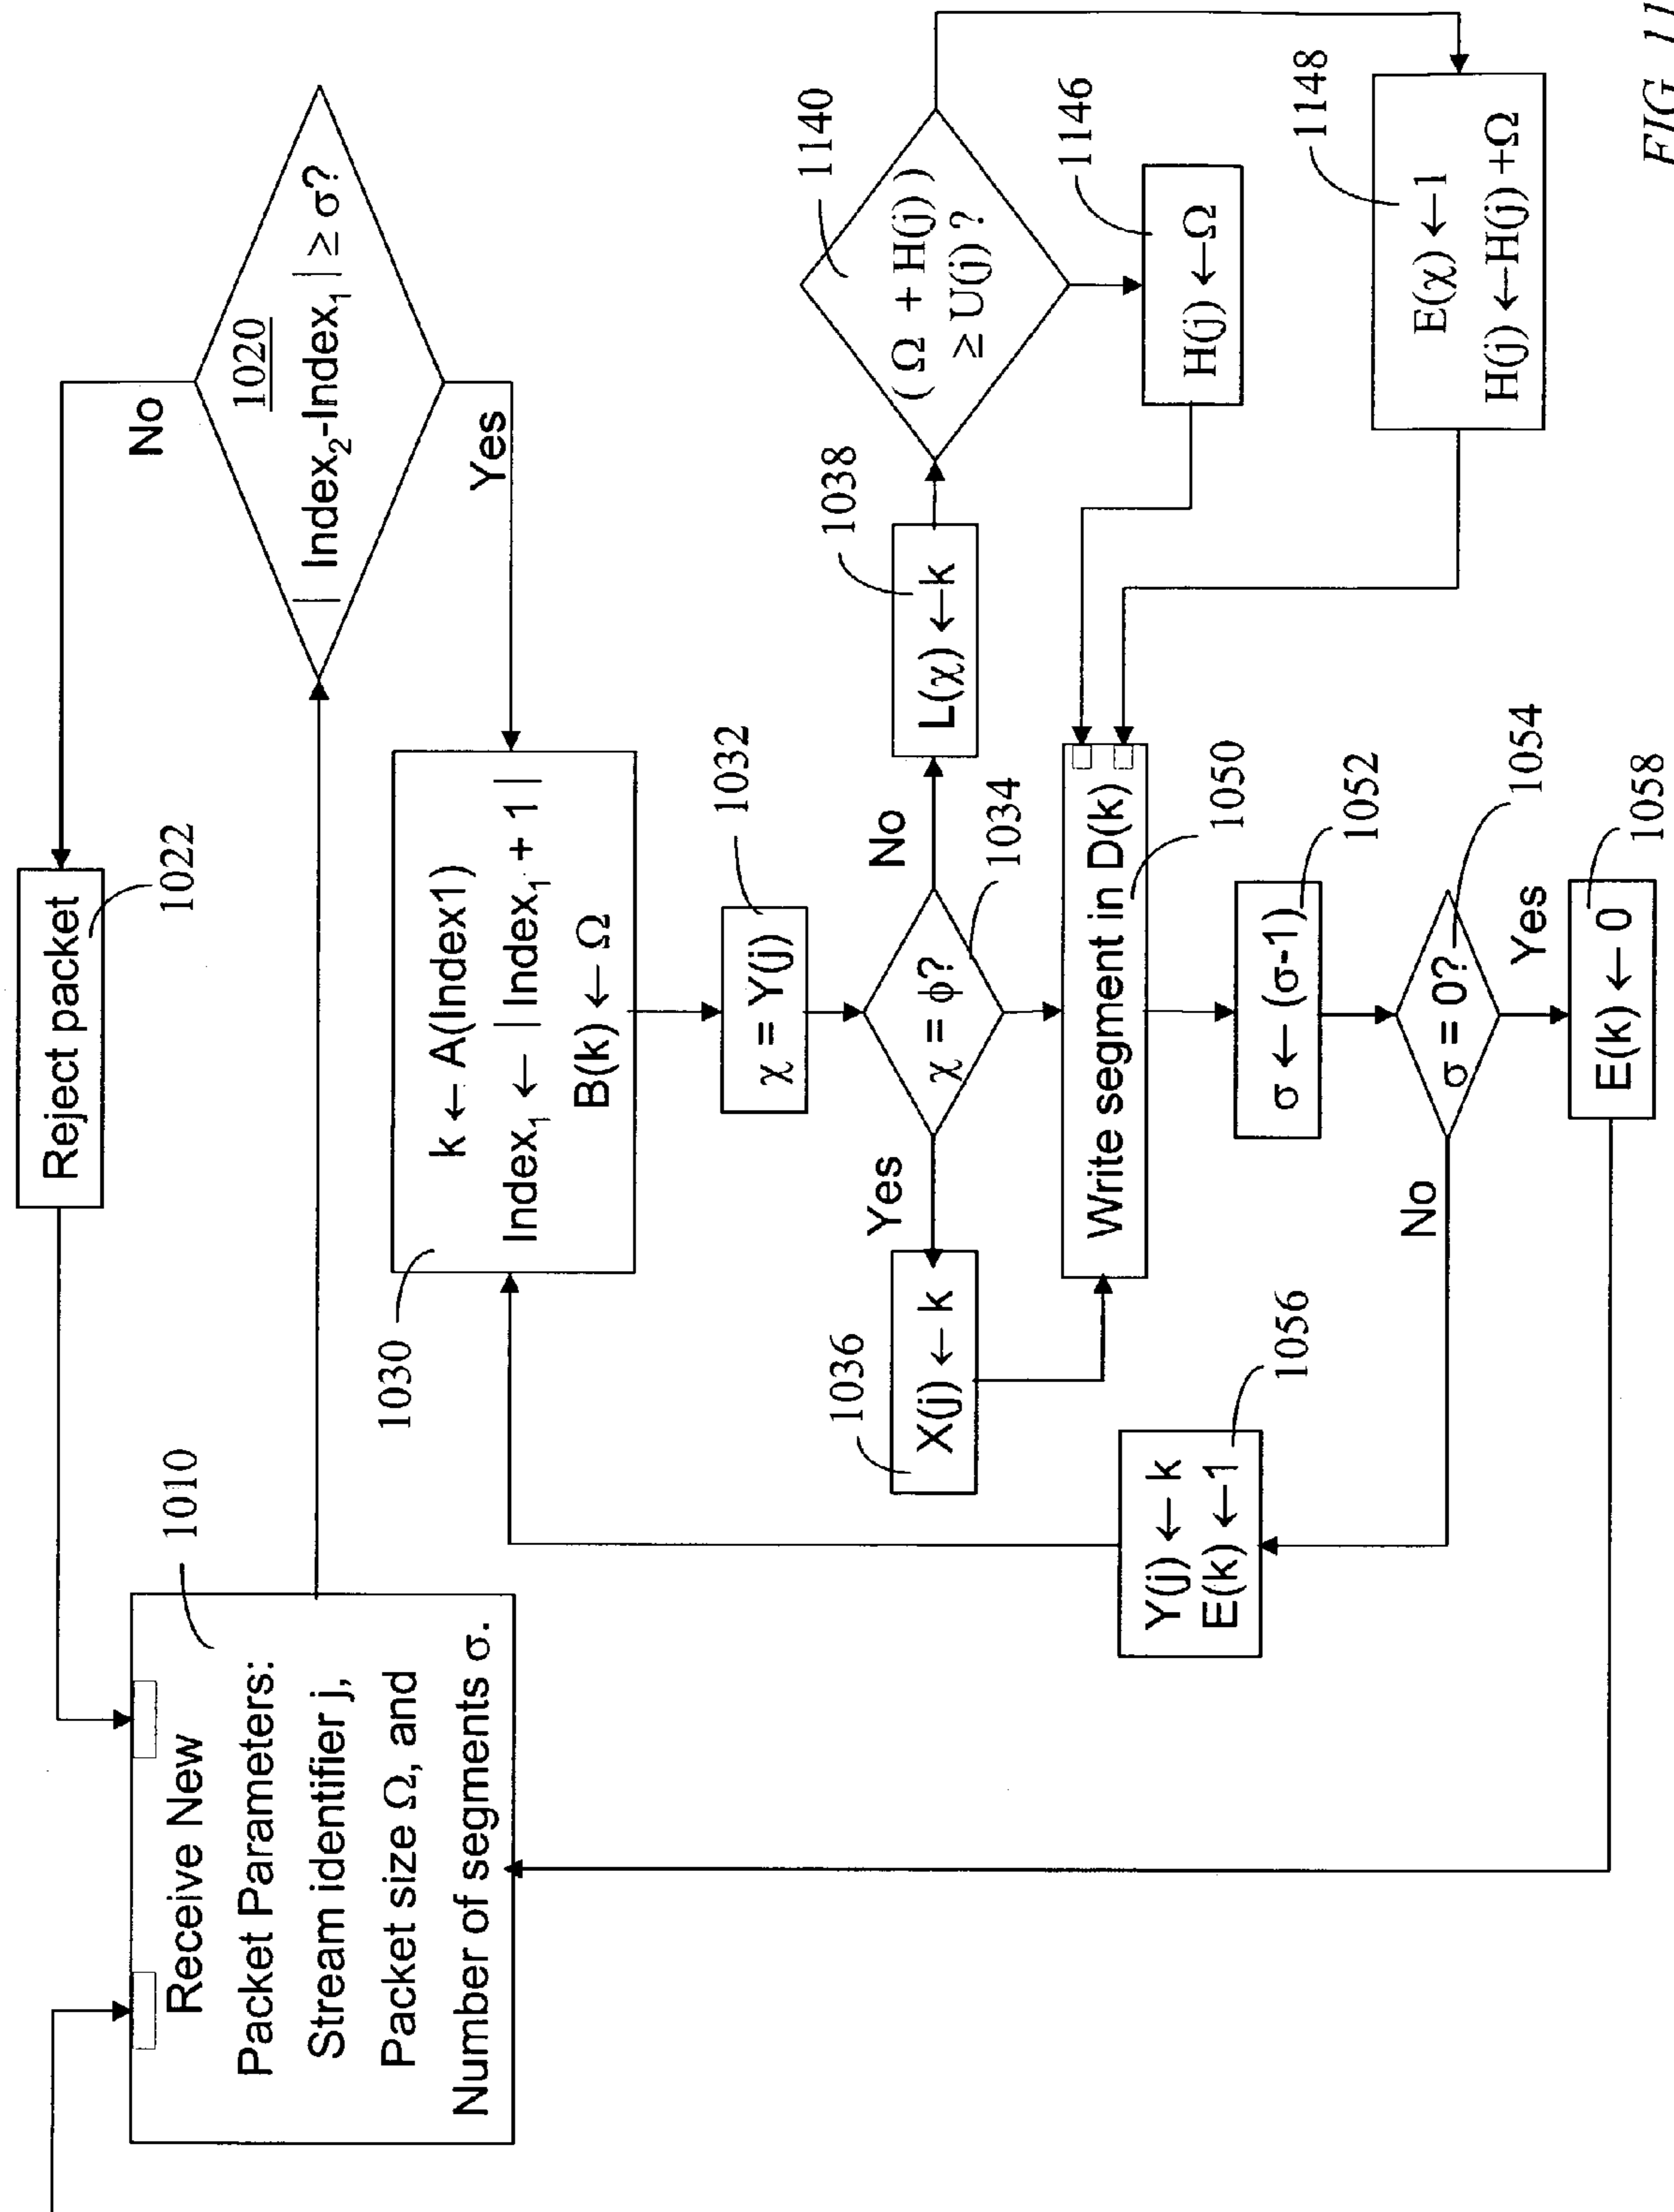 Receive New
Packet Parameters:
Stream identifier j,
Packet size Ω, and
Number of segments σ.
1010
Reject packet
1022
1020
| Index₂-Index₁ | ≥ σ?
No
Yes
1030
k ← A(Index1)
Index₁ ← | Index₁ + 1 |
B(k) ← Ω
χ = Y(j)
1032
χ = ϕ?
1034
Yes
No
1036
X(j) ← k
L(χ) ← k
1038
( Ω + H(j) )
≥ U(j) ?
1140
H(j) ← Ω
1146
E(χ) ← 1
H(j) ← H(j) + Ω
1148
Write segment in D(k)
1050
σ ← (σ-1)
1052
σ = 0?
1054
No
Yes
Y(j) ← k
E(k) ← 1
1056
E(k) ← 0
1058
FIG. 11